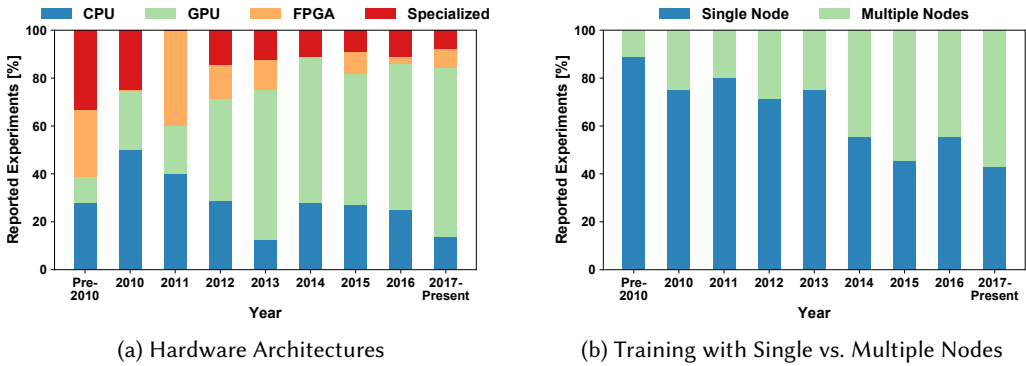 CPU GPU FPGA Specialized
Reported Experiments [%]
100
80
60
40
20
0
Pre-2010 2010 2011 2012 2013 2014 2015 2016 2017-Present
Year
(a) Hardware Architectures
Single Node Multiple Nodes
Reported Experiments [%]
100
80
60
40
20
0
Pre-2010 2010 2011 2012 2013 2014 2015 2016 2017-Present
Year
(b) Training with Single vs. Multiple Nodes